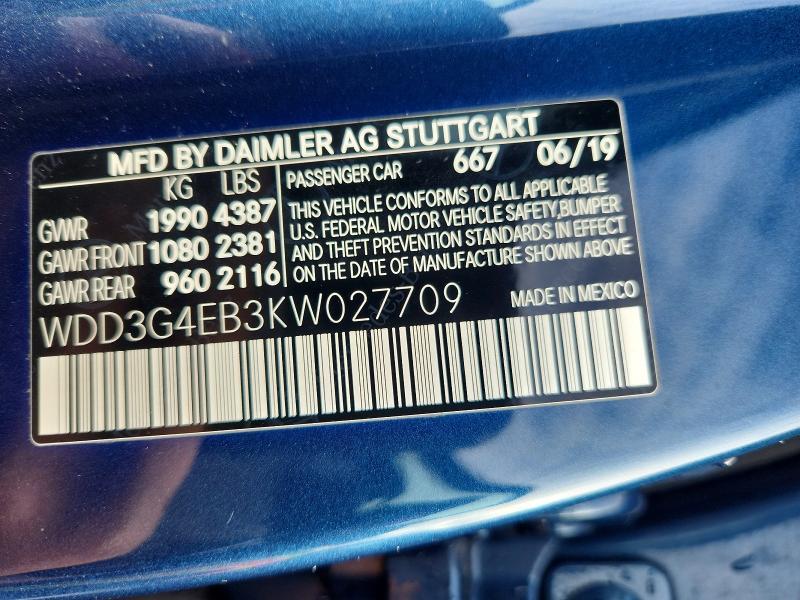 MFD BY DAIMLER AG STUTTGART
KG LBS
GVWR 1990 4387
GAWR FRONT 1080 2381
GAWR REAR 960 2116
PASSENGER CAR 667 06/19
THIS VEHICLE CONFORMS TO ALL APPLICABLE
U.S. FEDERAL MOTOR VEHICLE SAFETY,BUMPER
AND THEFT PREVENTION STANDARDS IN EFFECT
ON THE DATE OF MANUFACTURE SHOWN ABOVE
WDD3G4EB3KW027709
MADE IN MEXICO